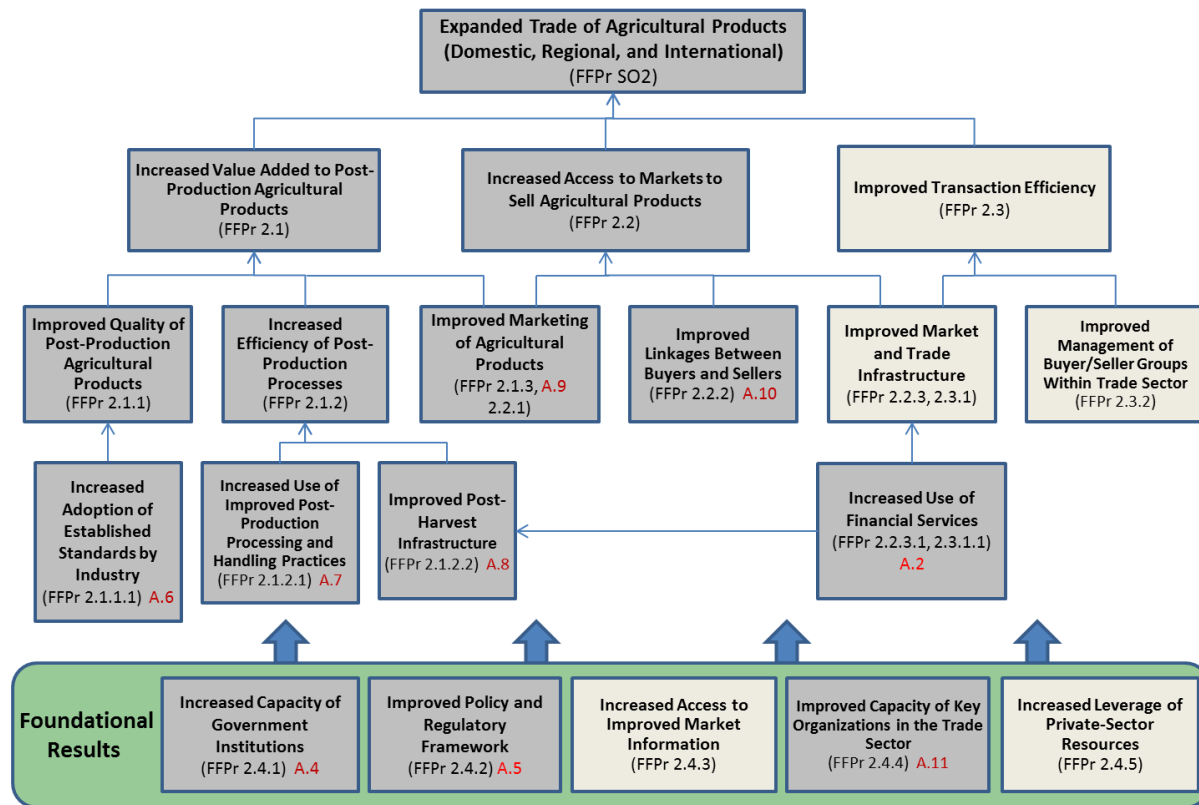 Expanded Trade of Agricultural Products
(Domestic, Regional, and International)
(FFPr SO2)
Increased Value Added to Post-
Production Agricultural
Products
(FFPr 2.1)
Increased Access to Markets to
Sell Agricultural Products
(FFPr 2.2)
Improved Transaction Efficiency
(FFPr 2.3)
Improved Quality of
Post-Production
Agricultural
Products
(FFPr 2.1.1)
Increased
Efficiency of Post-
Production
Processes
(FFPr 2.1.2)
Improved Marketing
of Agricultural
Products
(FFPr 2.1.3, A.9
2.2.1)
Improved
Linkages Between
Buyers and Sellers
(FFPr 2.2.2) A.10
Improved Market
and Trade
Infrastructure
(FFPr 2.2.3, 2.3.1)
Improved
Management of
Buyer/Seller Groups
Within Trade Sector
(FFPr 2.3.2)
Increased
Adoption of
Established
Standards by
Industry
(FFPr 2.1.1.1) A.6
Increased Use of
Improved Post-
Production
Processing and
Handling Practices
(FFPr 2.1.2.1) A.7
Improved Post-
Harvest
Infrastructure
(FFPr 2.1.2.2) A.8
Increased Use of
Financial Services
(FFPr 2.2.3.1, 2.3.1.1)
A.2
Foundational
Results
Increased Capacity of
Government
Institutions
(FFPr 2.4.1) A.4
Improved Policy and
Regulatory
Framework
(FFPr 2.4.2) A.5
Increased Access to
Improved Market
Information
(FFPr 2.4.3)
Improved Capacity of Key
Organizations in the Trade
Sector
(FFPr 2.4.4) A.11
Increased Leverage of
Private-Sector
Resources
(FFPr 2.4.5)